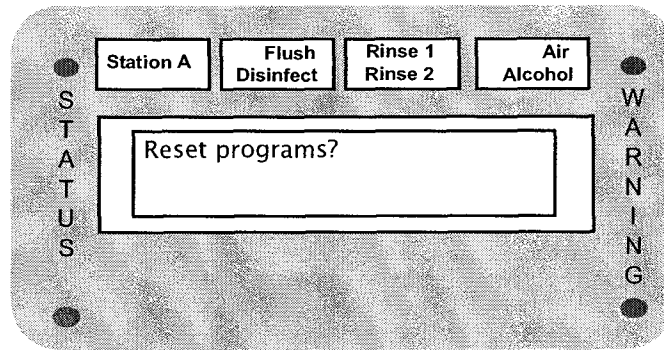 Station A
Flush
Disinfect
Rinse 1
Rinse 2
Air
Alcohol
STATUS
Reset programs?
WARNING